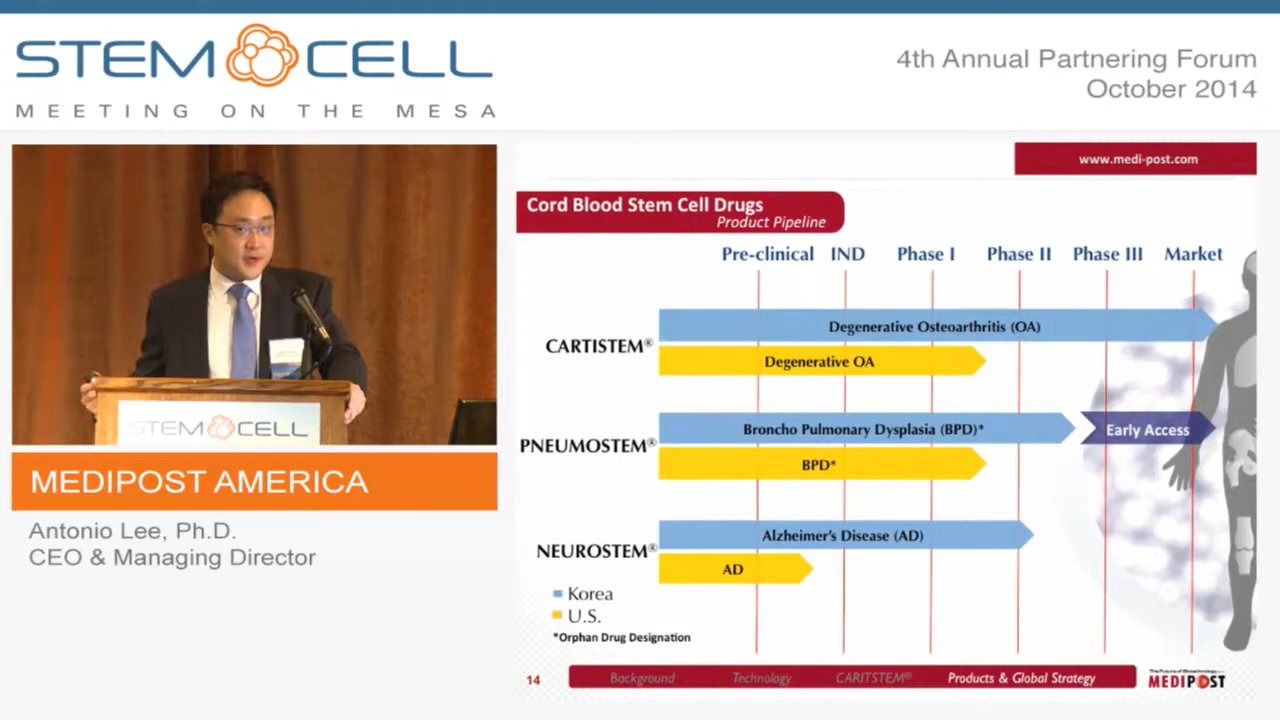 STEM CELL
MEETING ON THE MESA
4th Annual Partnering Forum
October 2014
STEM CELL
MEDIPOST AMERICA
Antonio Lee, Ph.D.
CEO & Managing Director
www.medi-post.com
Cord Blood Stem Cell Drugs
Product Pipeline
Pre-clinical IND Phase I Phase II Phase III Market
CARTISTEM®
Degenerative Osteoarthritis (OA)
Degenerative OA
PNEUMOSTEM®
Broncho Pulmonary Dysplasia (BPD)*
Early Access
BPD*
NEUROSTEM®
Alzheimer's Disease (AD)
AD
Korea
U.S.
*Orphan Drug Designation
14
Background Technology CARITSTEM® Products & Global Strategy
MEDIPOST